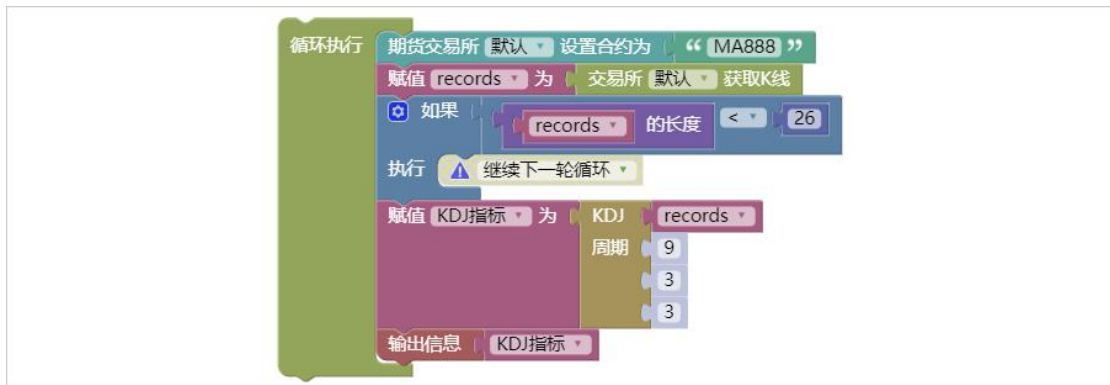 循环执行 期货交易所 默认 设置合约为 “ MA888 ”
赋值 records 为 交易所 默认 获取K线
如果 records 的长度 < 26
执行 继续下一轮循环
赋值 KDJ指标 为 KDJ records
周期 9
3
3
输出信息 KDJ指标